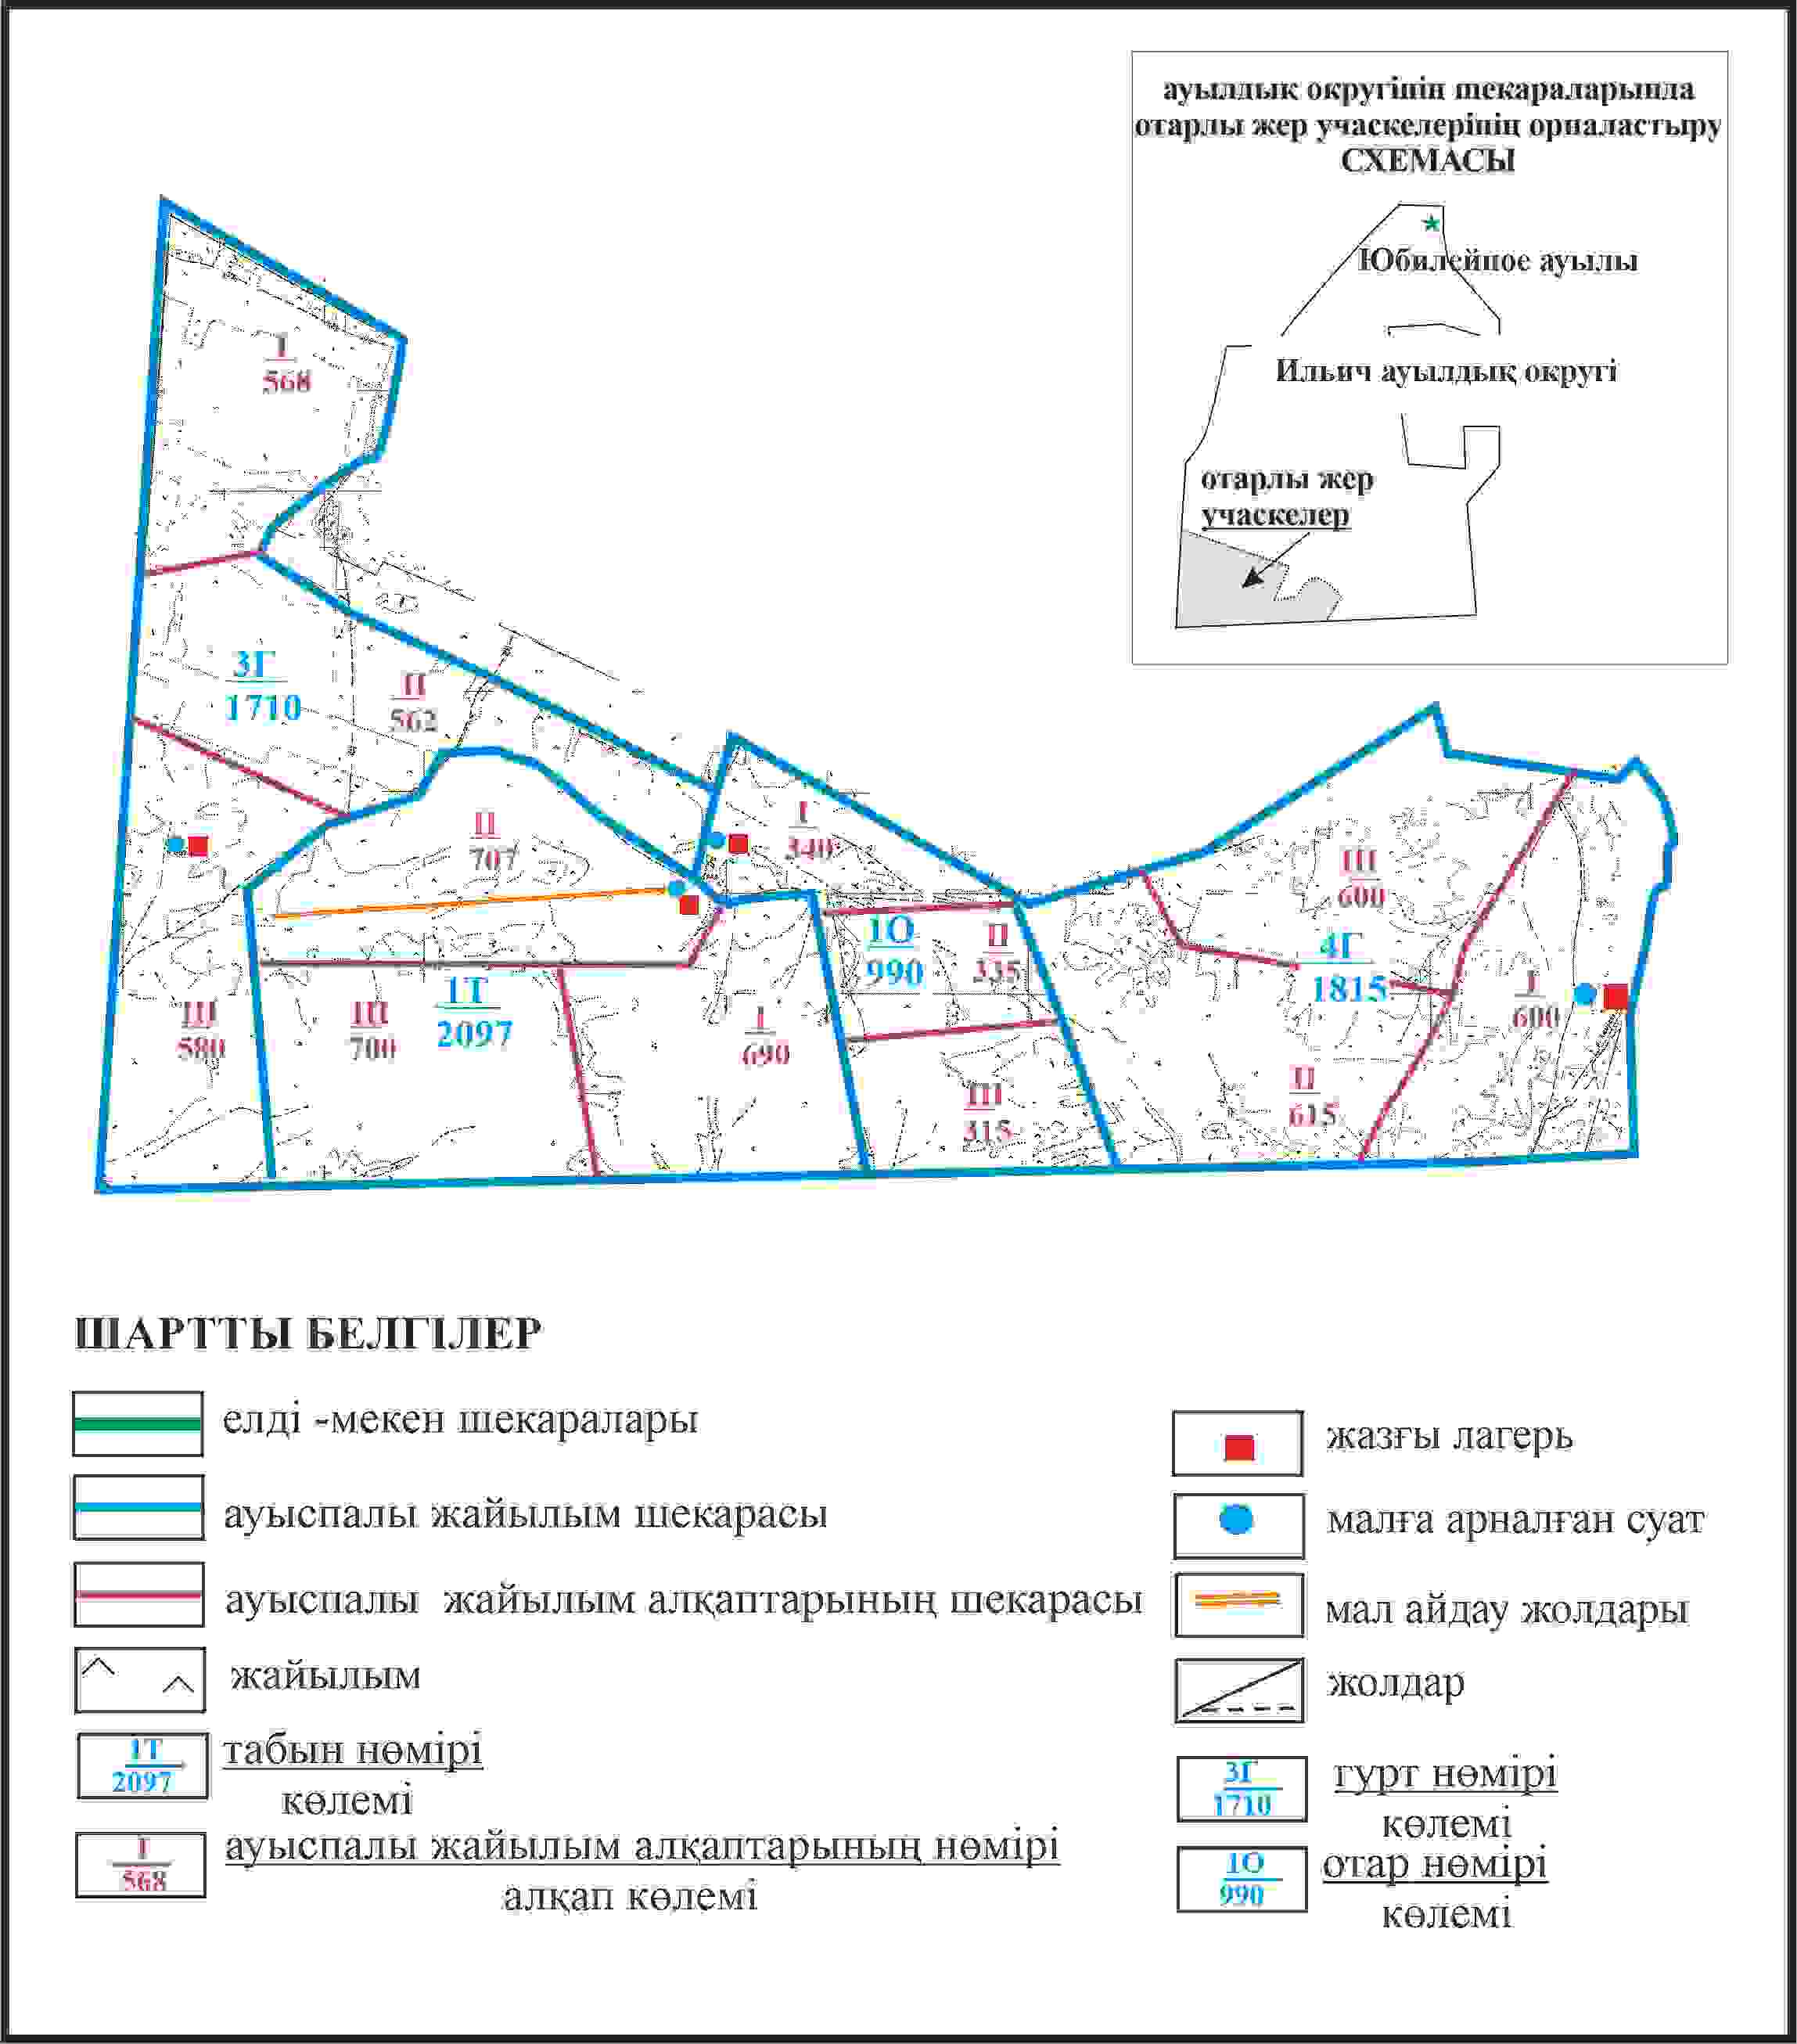 ауылдық округінің шекараларында
отарлы жер учаскелерінің орналастыру
СХЕМАСЫ
Юбилейное ауылы
Ильич ауылдық округі
отарлы жер
учаскелер
I
568
3Г
1710
II
562
II
707
I
340
III
600
1О
990
II
335
4Г
1815
I
600
III
580
III
700
1Т
2097
I
690
III
315
II
615
ШАРТТЫ БЕЛГІЛЕР
елді -мекен шекаралары
ауыспалы жайылым шекарасы
ауыспалы жайылым алқаптарының шекарасы
жайылым
1Т
2097
табын нөмірі
көлемі
I
568
ауыспалы жайылым алқаптарының нөмірі
алқап көлемі
жазғы лагерь
малға арналған суат
мал айдау жолдары
жолдар
3Г
1710
гурт нөмірі
көлемі
1О
990
отар нөмірі
көлемі